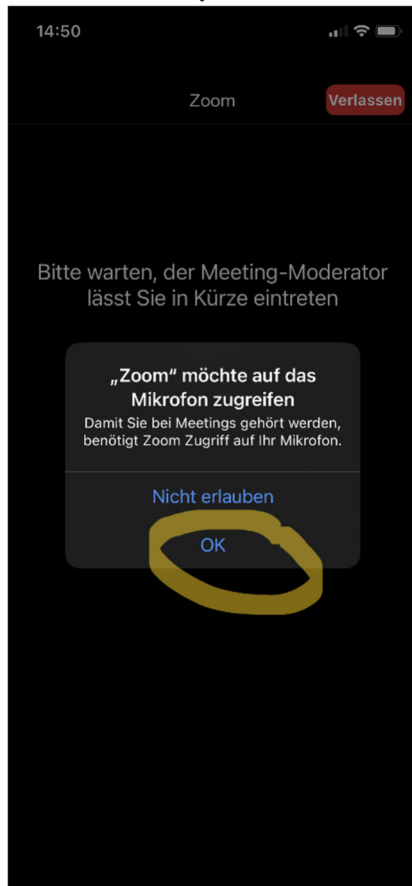 14:50
Zoom
Verlassen
Bitte warten, der Meeting-Moderator
lässt Sie in Kürze eintreten
„Zoom“ möchte auf das
Mikrofon zugreifen
Damit Sie bei Meetings gehört werden,
benötigt Zoom Zugriff auf Ihr Mikrofon.
Nicht erlauben
OK